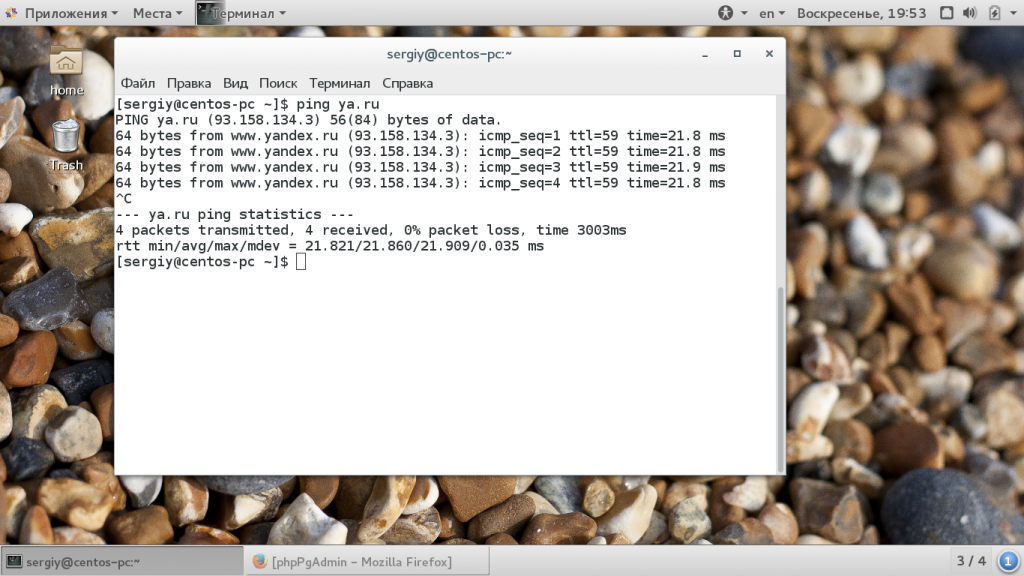 Приложения Места Терминал en Воскресенье, 19:53
home
Trash
sergiy@centos-pc:~
Файл Правка Вид Поиск Терминал Справка
[sergiy@centos-pc ~]$ ping ya.ru
PING ya.ru (93.158.134.3) 56(84) bytes of data.
64 bytes from www.yandex.ru (93.158.134.3): icmp_seq=1 ttl=59 time=21.8 ms
64 bytes from www.yandex.ru (93.158.134.3): icmp_seq=2 ttl=59 time=21.8 ms
64 bytes from www.yandex.ru (93.158.134.3): icmp_seq=3 ttl=59 time=21.9 ms
64 bytes from www.yandex.ru (93.158.134.3): icmp_seq=4 ttl=59 time=21.8 ms
^C
--- ya.ru ping statistics ---
4 packets transmitted, 4 received, 0% packet loss, time 3003ms
rtt min/avg/max/mdev = 21.821/21.860/21.909/0.035 ms
[sergiy@centos-pc ~]$
sergiy@centos-pc:~ [phpPgAdmin – Mozilla Firefox] 3 / 4 1